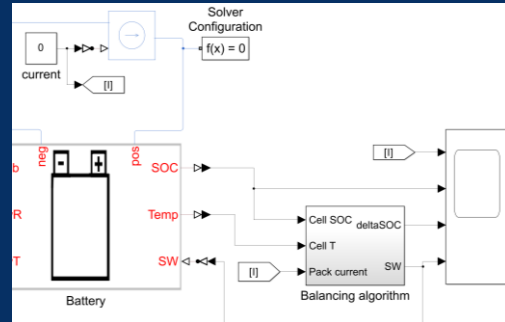 Solver
Configuration
0
f(x) = 0
current
[I]
neg
pos
[I]
b
SOC
R
Temp
Cell SOC
deltaSOC
Cell T
T
SW
[I]
Pack current
SW
Battery
Balancing algorithm